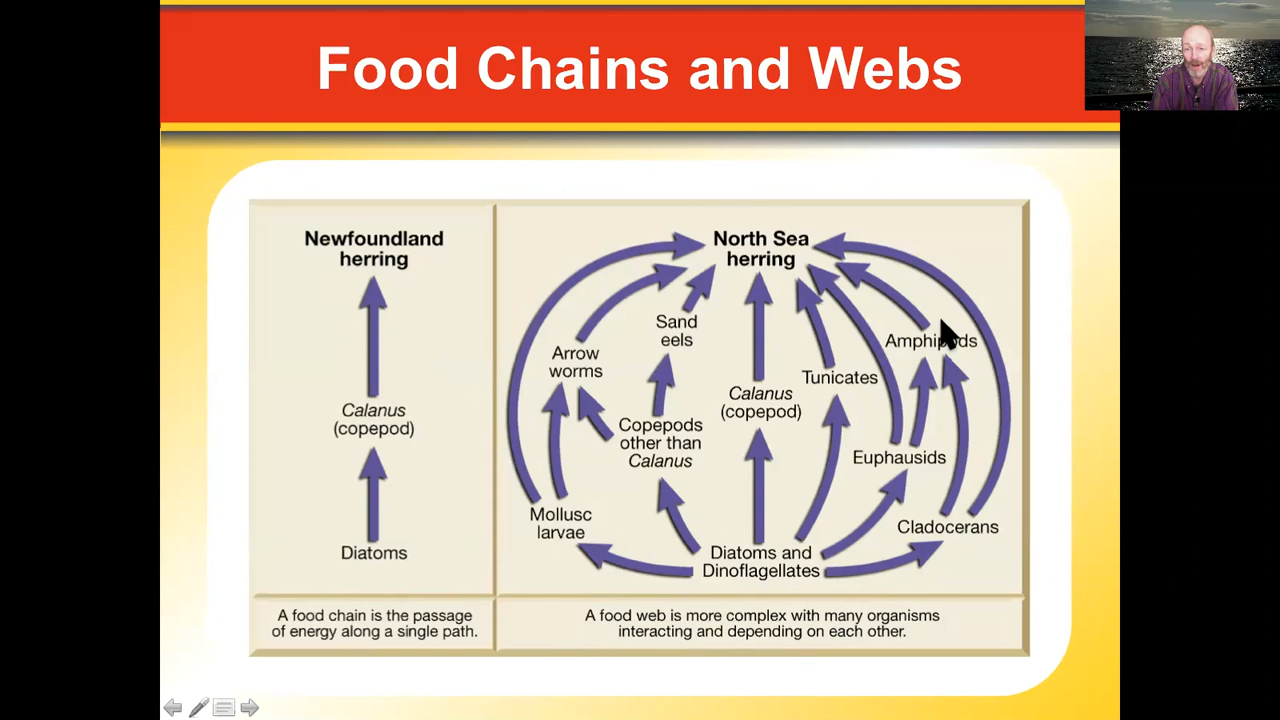 Food Chains and Webs
Newfoundland
herring
Calanus
(copepod)
Diatoms
A food chain is the passage
of energy along a single path.
North Sea
herring
Sand
eels
Arrow
worms
Amphipods
Tunicates
Calanus
(copepod)
Copepods
other than
Calanus
Euphausids
Mollusc
larvae
Cladocerans
Diatoms and
Dinoflagellates
A food web is more complex with many organisms
interacting and depending on each other.